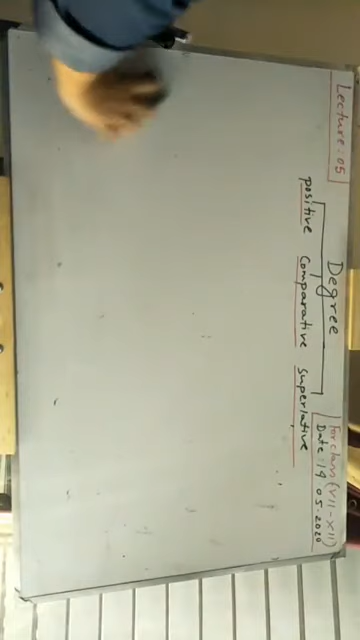 Lecture: 05
Degree
For class (VII - XII)
Date: 19.05.2020
positive comparative superlative